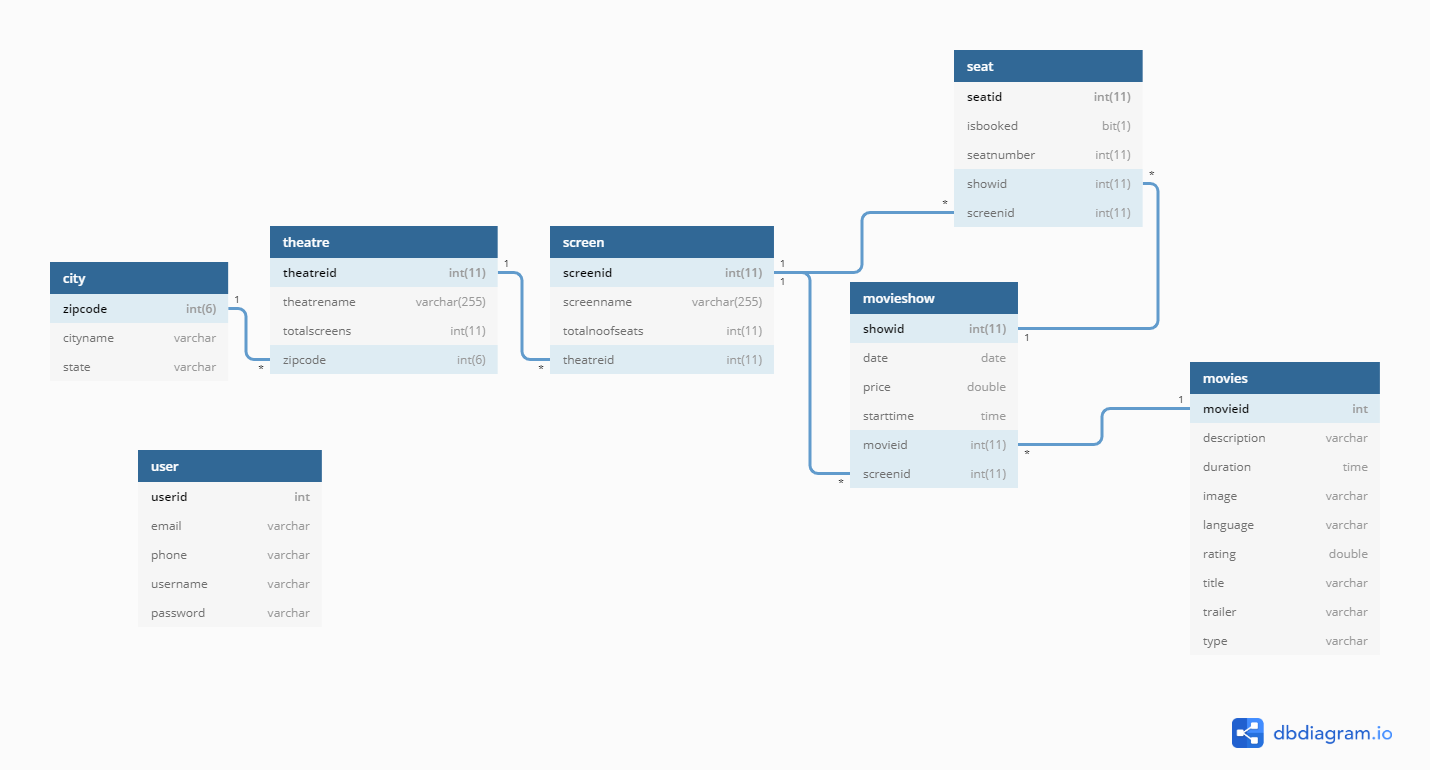 seat
seatid int(11)
isbooked bit(1)
seatnumber int(11)
showid int(11)
*
screenid int(11)
*
theatre
theatreid int(11)
1
theatrename varchar(255)
totalscreens int(11)
zipcode int(6)
*
screen
screenid int(11)
1
1
screenname varchar(255)
totalnoofseats int(11)
theatreid int(11)
*
city
zipcode int(6)
1
cityname varchar
state varchar
movieshow
showid int(11)
1
date date
price double
starttime time
movieid int(11)
*
screenid int(11)
*
movies
movieid int
1
description varchar
duration time
image varchar
language varchar
rating double
title varchar
trailer varchar
type varchar
user
userid int
email varchar
phone varchar
username varchar
password varchar
dbdiagram.io